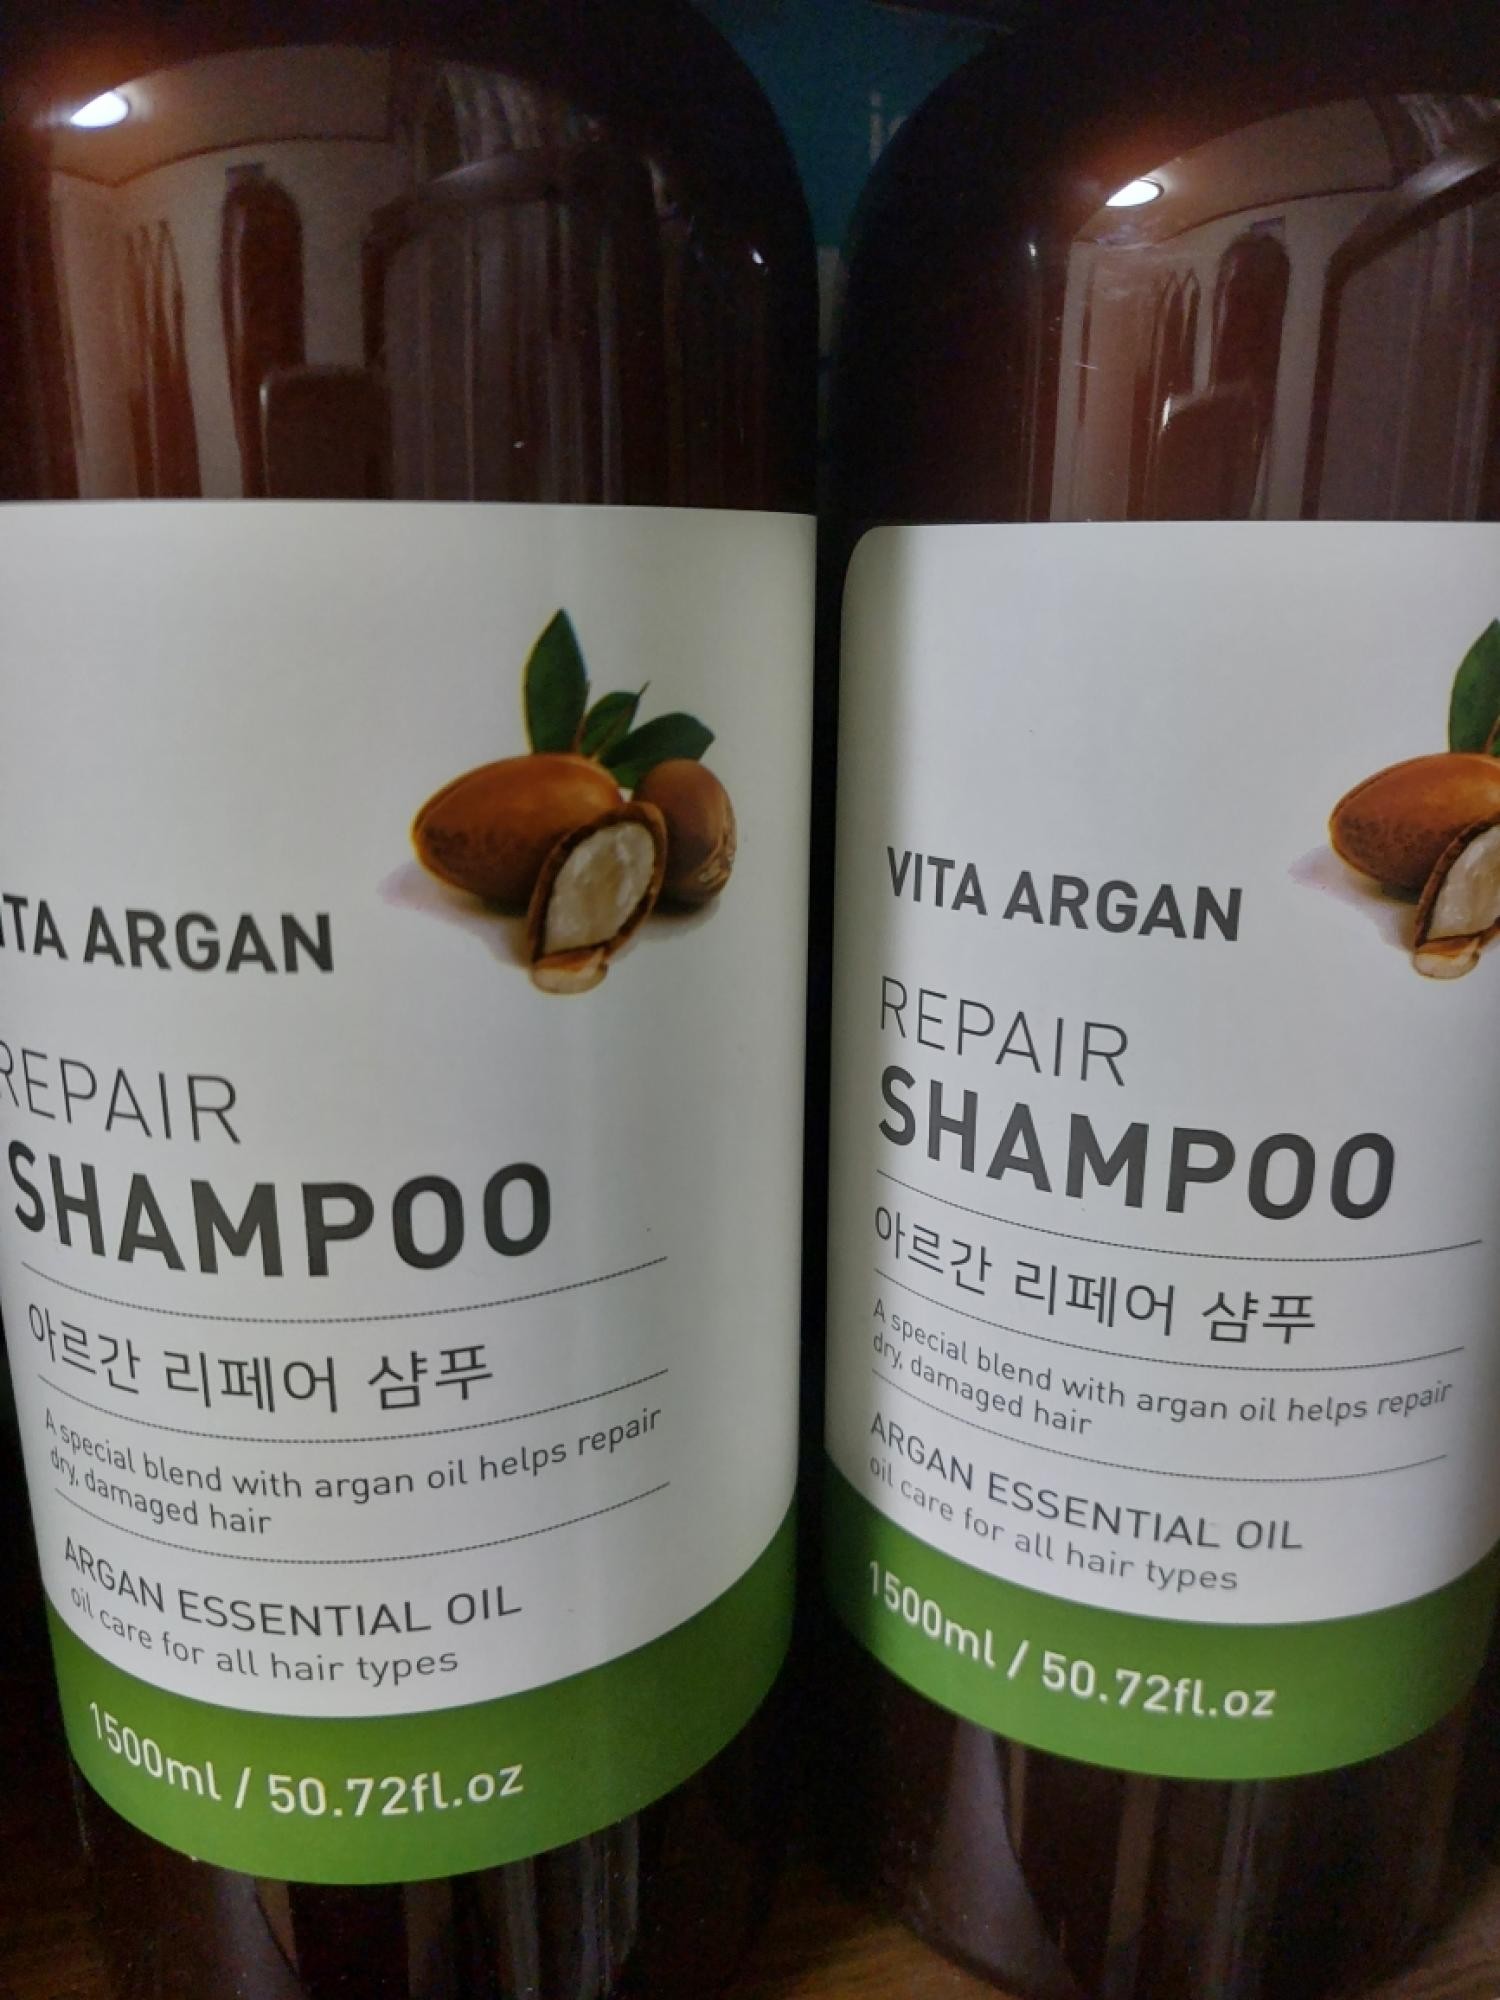 ITA ARGAN
REPAIR
SHAMPOO
아르간 리페어 샴푸
A special blend with argan oil helps repair
dry, damaged hair
ARGAN ESSENTIAL OIL
oil care for all hair types
1500ml / 50.72fl.oz
VITA ARGAN
REPAIR
SHAMPOO
아르간 리페어 샴푸
A special blend with argan oil helps repair
dry, damaged hair
ARGAN ESSENTIAL OIL
oil care for all hair types
1500ml / 50.72fl.oz